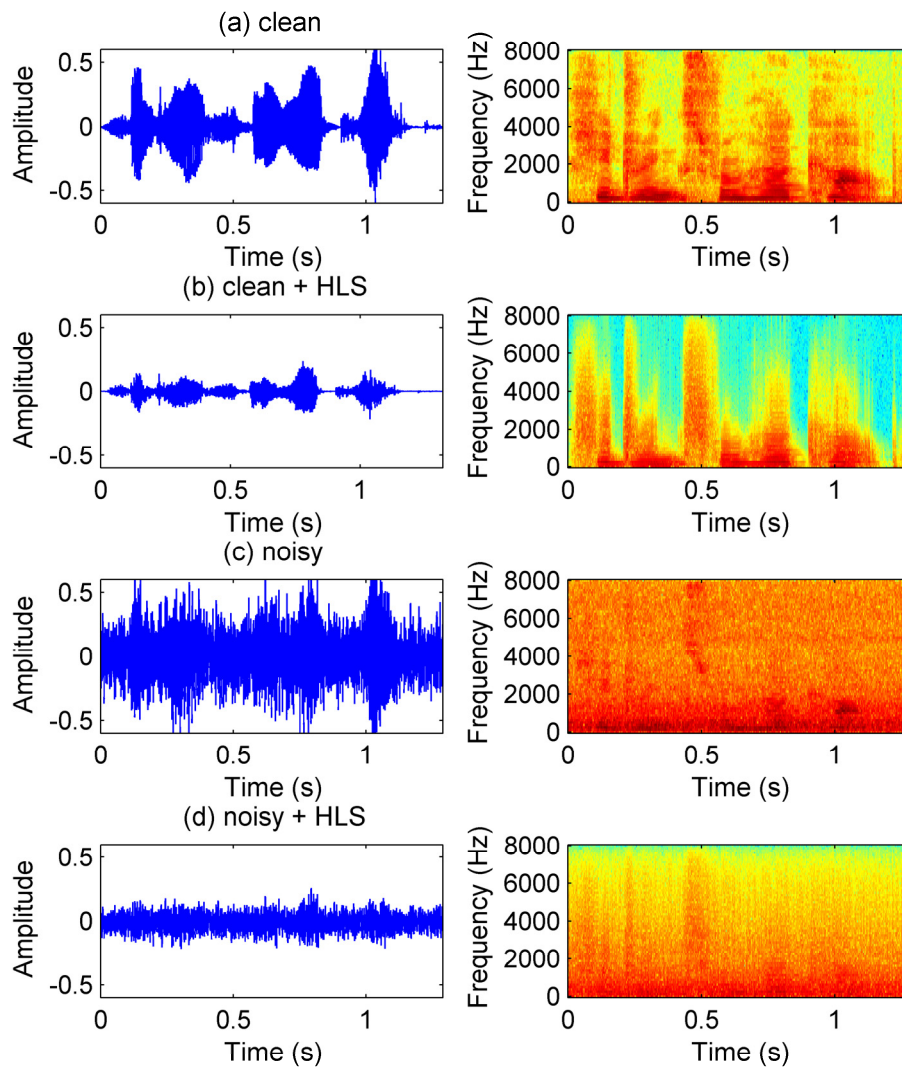 (a) clean
0.5
0
-0.5
Amplitude
0 0.5 1
Time (s)
8000
6000
4000
2000
0
Frequency (Hz)
0 0.5 1
Time (s)
(b) clean + HLS
0.5
0
-0.5
Amplitude
0 0.5 1
Time (s)
8000
6000
4000
2000
0
Frequency (Hz)
0 0.5 1
Time (s)
(c) noisy
0.5
0
-0.5
Amplitude
0 0.5 1
Time (s)
8000
6000
4000
2000
0
Frequency (Hz)
0 0.5 1
Time (s)
(d) noisy + HLS
0.5
0
-0.5
Amplitude
0 0.5 1
Time (s)
8000
6000
4000
2000
0
Frequency (Hz)
0 0.5 1
Time (s)